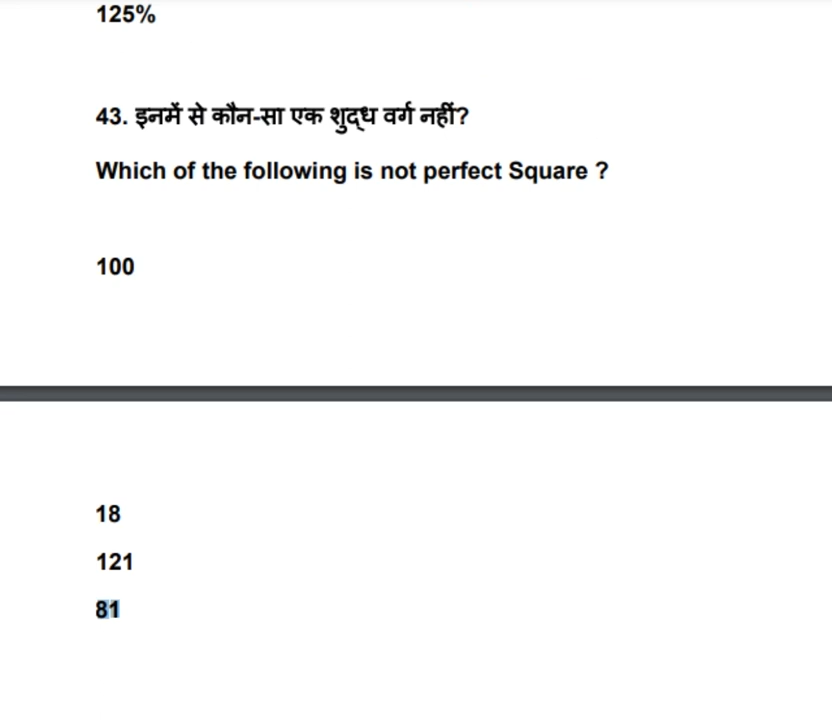 125%
43. इनमें से कौन-सा एक शुद्ध वर्ग नहीं?
Which of the following is not perfect Square ?
100
18
121
81